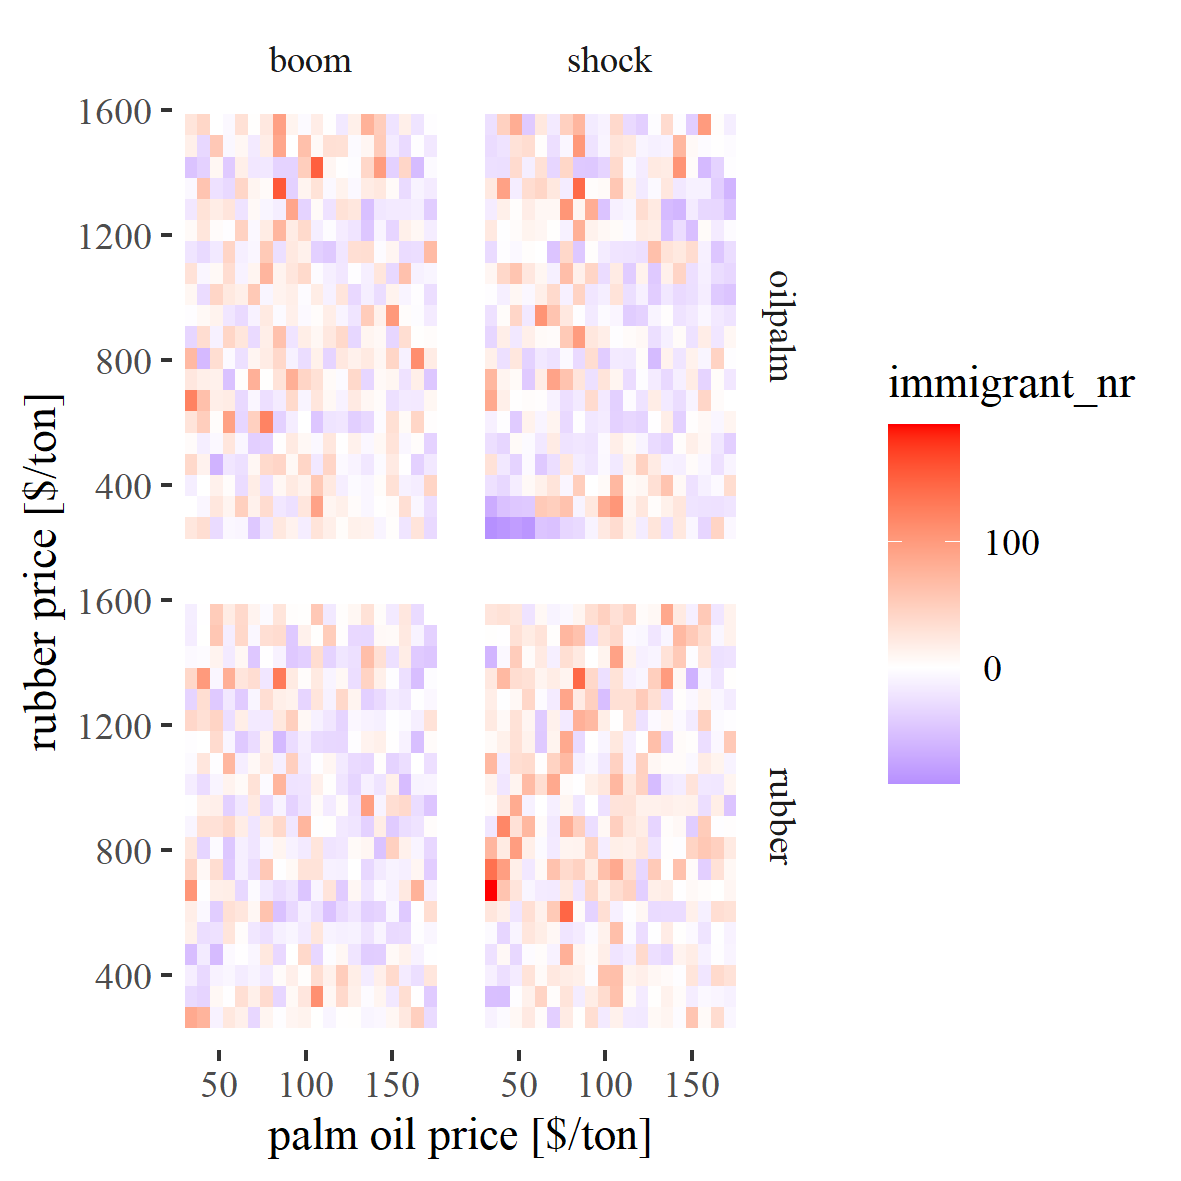 boom shock
1600
1200
800
400
oilpalm
1600
1200
800
400
rubber
50 100 150 50 100 150
palm oil price [$/ton]
rubber price [$/ton]
immigrant_nr
100
0